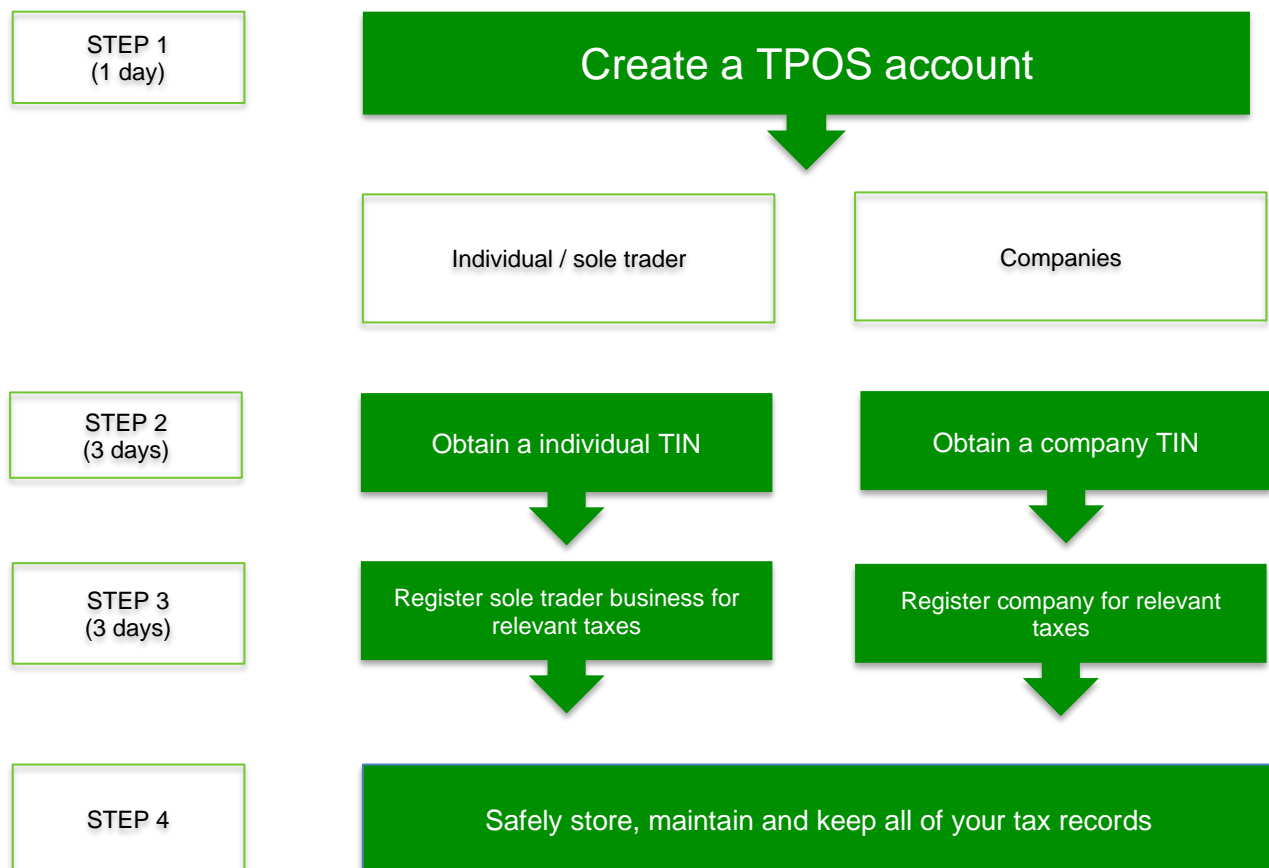 STEP 1
(1 day)
Create a TPOS account
Individual / sole trader
Companies
STEP 2
(3 days)
Obtain a individual TIN
Obtain a company TIN
STEP 3
(3 days)
Register sole trader business for
relevant taxes
Register company for relevant
taxes
STEP 4
Safely store, maintain and keep all of your tax records